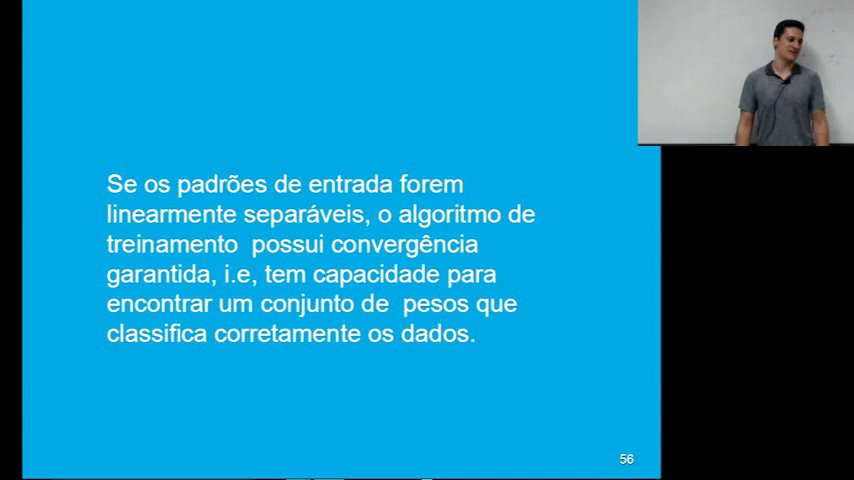 Se os padrões de entrada forem
linearmente separáveis, o algoritmo de
treinamento  possui convergência
garantida, i.e, tem capacidade para
encontrar um conjunto de  pesos que
classifica corretamente os dados.
56